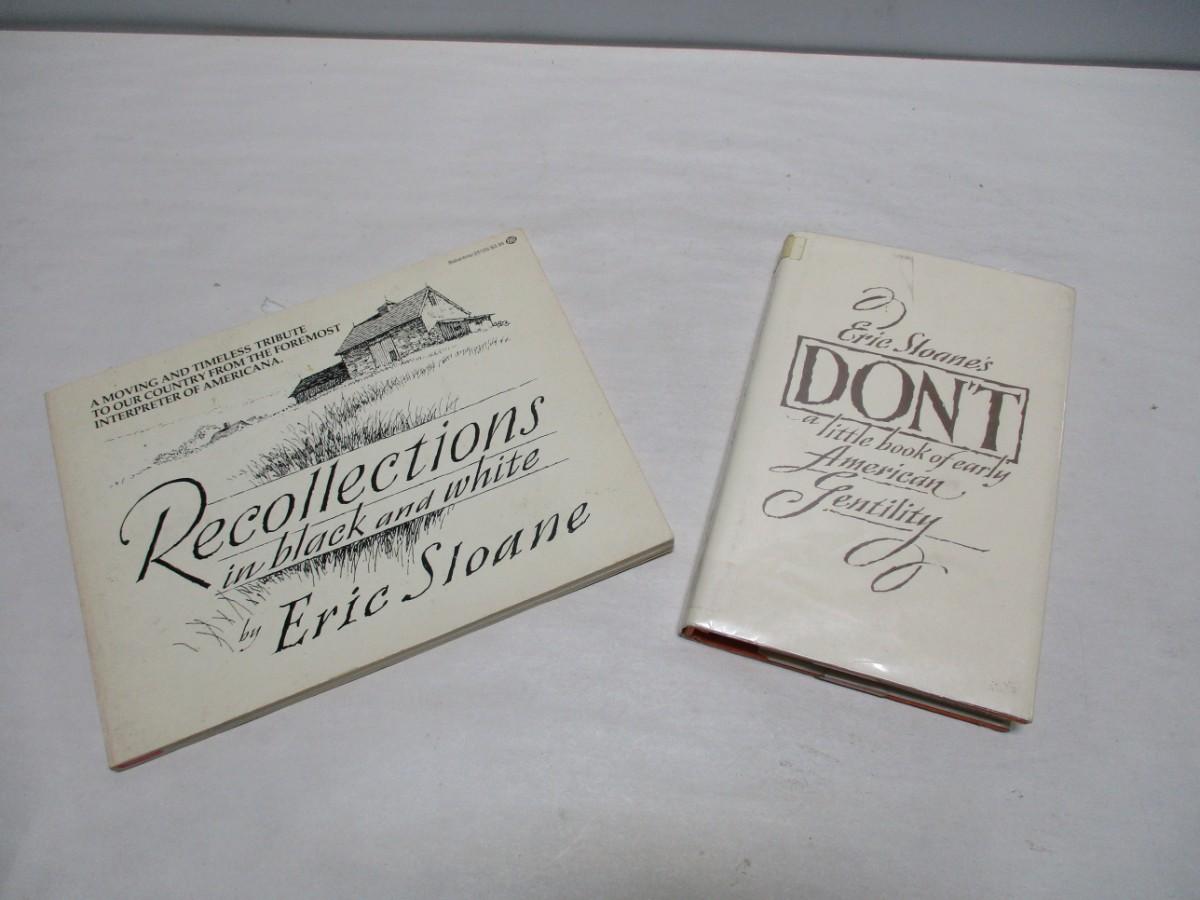 A MOVING AND TIMELESS TRIBUTE
TO OUR COUNTRY FROM THE FOREMOST
INTERPRETER OF AMERICANA.
Recollections
in black and white
by Eric Sloane
Eric Sloane's
DON'T
a little book of early
American
Gentility